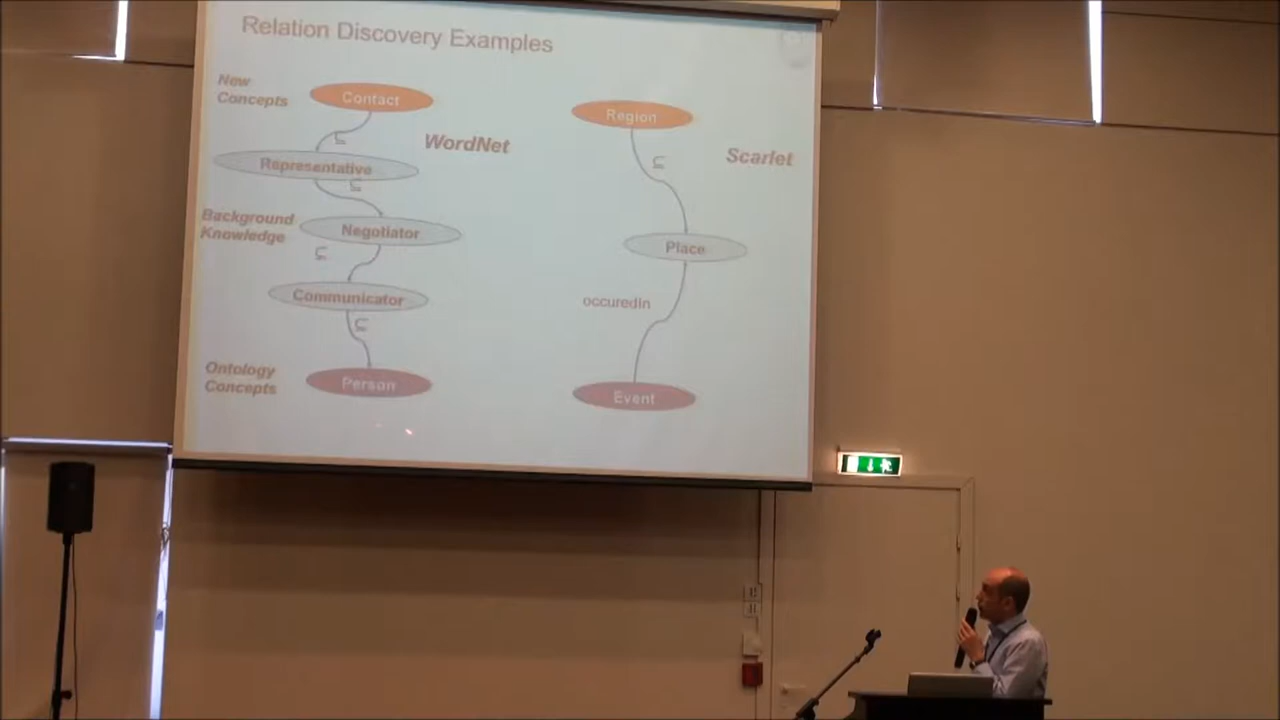 Relation Discovery Examples
New
Concepts
Contact
⊆
WordNet
Representative
⊆
Background
Knowledge
Negotiator
⊆
Communicator
⊆
Ontology
Concepts
Person
Region
⊆
Scarlet
Place
occuredIn
Event